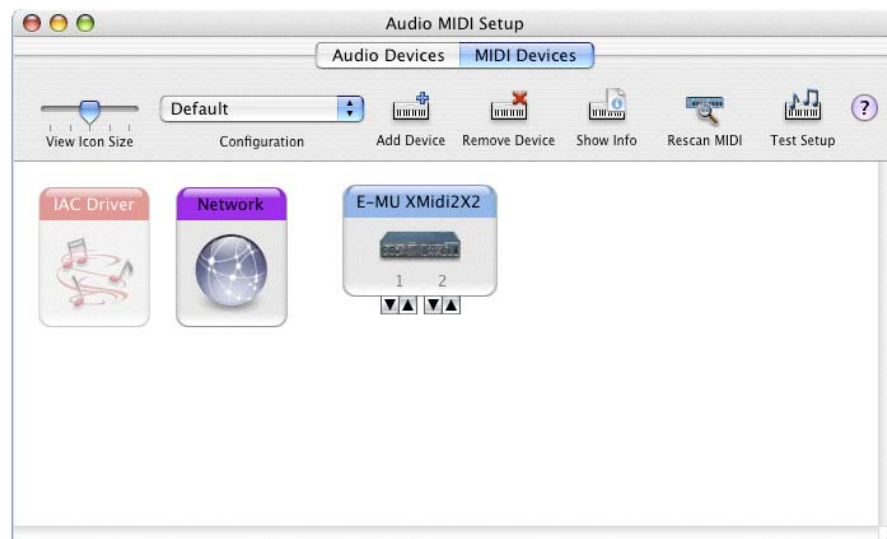 Audio MIDI Setup
Audio Devices MIDI Devices
Default
View Icon Size Configuration Add Device Remove Device Show Info Rescan MIDI Test Setup ?
IAC Driver Network E-MU XMidi2X2
1 2